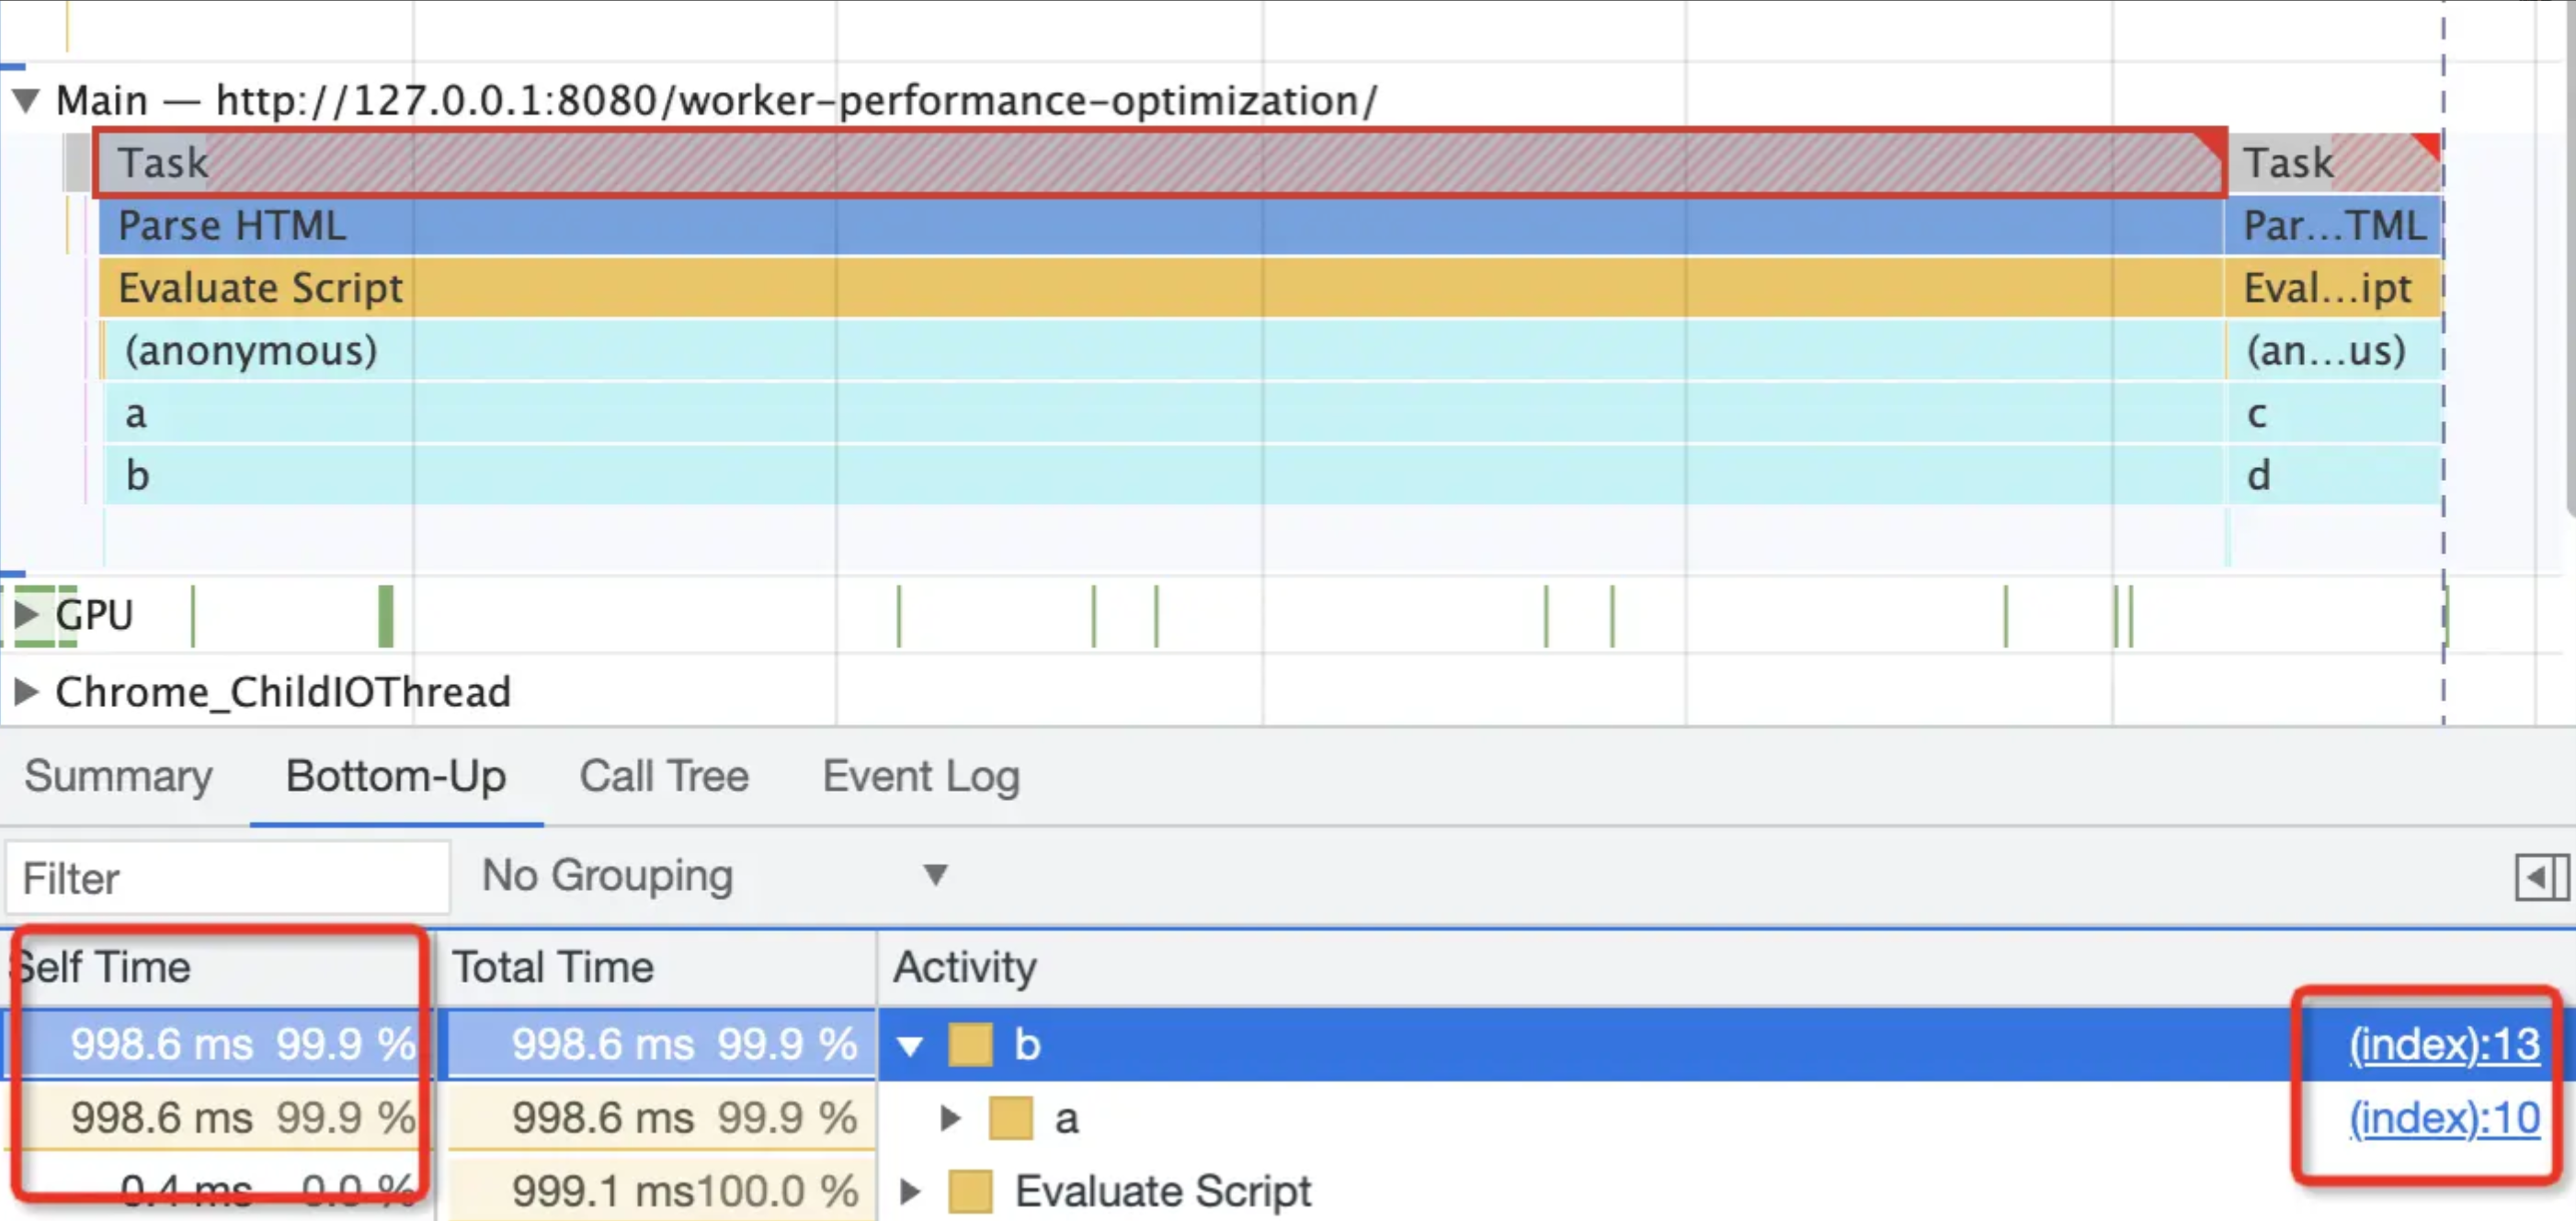 Main — http://127.0.0.1:8080/worker-performance-optimization/
Task Task
Parse HTML Par...TML
Evaluate Script Eval...ipt
(anonymous) (an...us)
a c
b d
GPU
Chrome_ChildIOThread
Summary Bottom-Up Call Tree Event Log
Filter No Grouping
Self Time Total Time Activity
998.6 ms 99.9 % 998.6 ms 99.9 % b (index):13
998.6 ms 99.9 % 998.6 ms 99.9 % a (index):10
0.4 ms 0.0 % 999.1 ms 100.0 % Evaluate Script